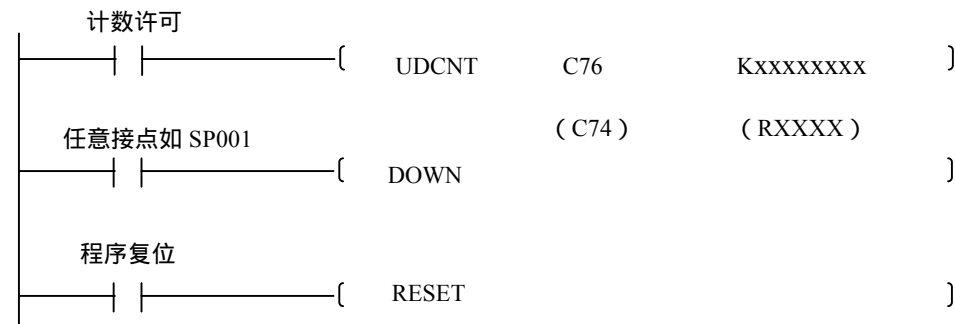 计数许可
UDCNT C76 Kxxxxxxxx
任意接点如 SP001 （C74） （RXXXX）
DOWN
程序复位
RESET